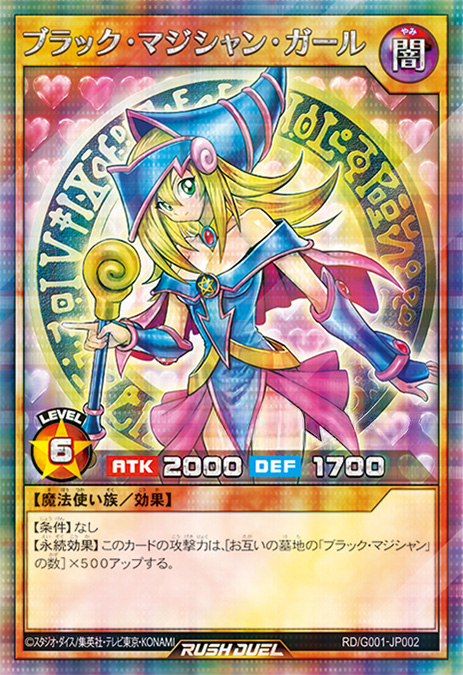 ブラック・マジシャン・ガール
やみ
闇
LEVEL
6
ATK 2000 DEF 1700
【魔法使い族／効果】
【条件】なし
【永続効果】このカードの攻撃力は、[お互いの墓地の「ブラック・マジシャン」
の数]×500アップする。
©スタジオ・ダイス/集英社・テレビ東京・KONAMI
RUSH DUEL
RD/G001-JP002